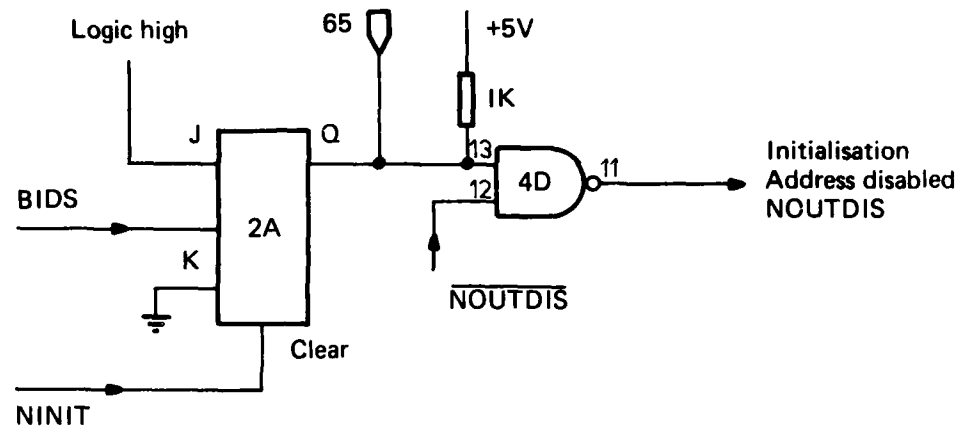 Logic high
65
+5V
1K
J
Q
13
12
4D
11
Initialisation
Address disabled
NOUTDIS
BIDS
2A
K
NOUTDIS
Clear
NINIT